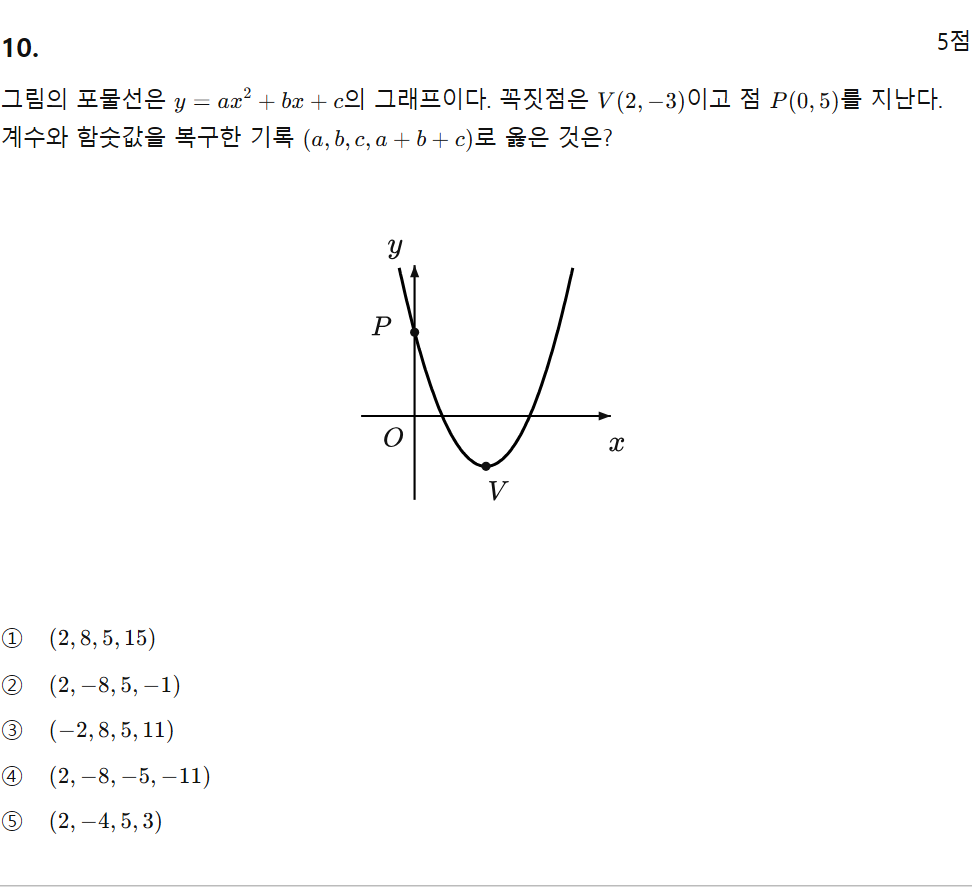 10.
5점
그림의 포물선은 y = ax² + bx + c의 그래프이다. 꼭짓점은 V(2, −3)이고 점 P(0, 5)를 지난다.
계수와 함숫값을 복구한 기록 (a, b, c, a + b + c)로 옳은 것은?
y
P
O
x
V
① (2, 8, 5, 15)
② (2, −8, 5, −1)
③ (−2, 8, 5, 11)
④ (2, −8, −5, −11)
⑤ (2, −4, 5, 3)